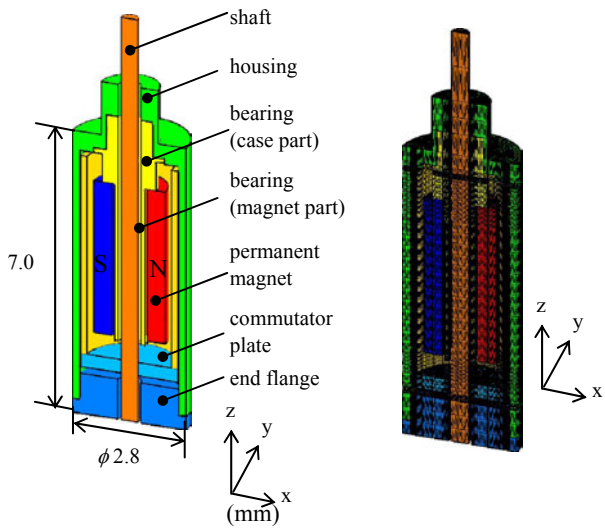 shaft
housing
bearing
(case part)
bearing
(magnet part)
permanent
magnet
commutator
plate
end flange
7.0
S
N
ϕ2.8
z
y
x
(mm)
z
y
x